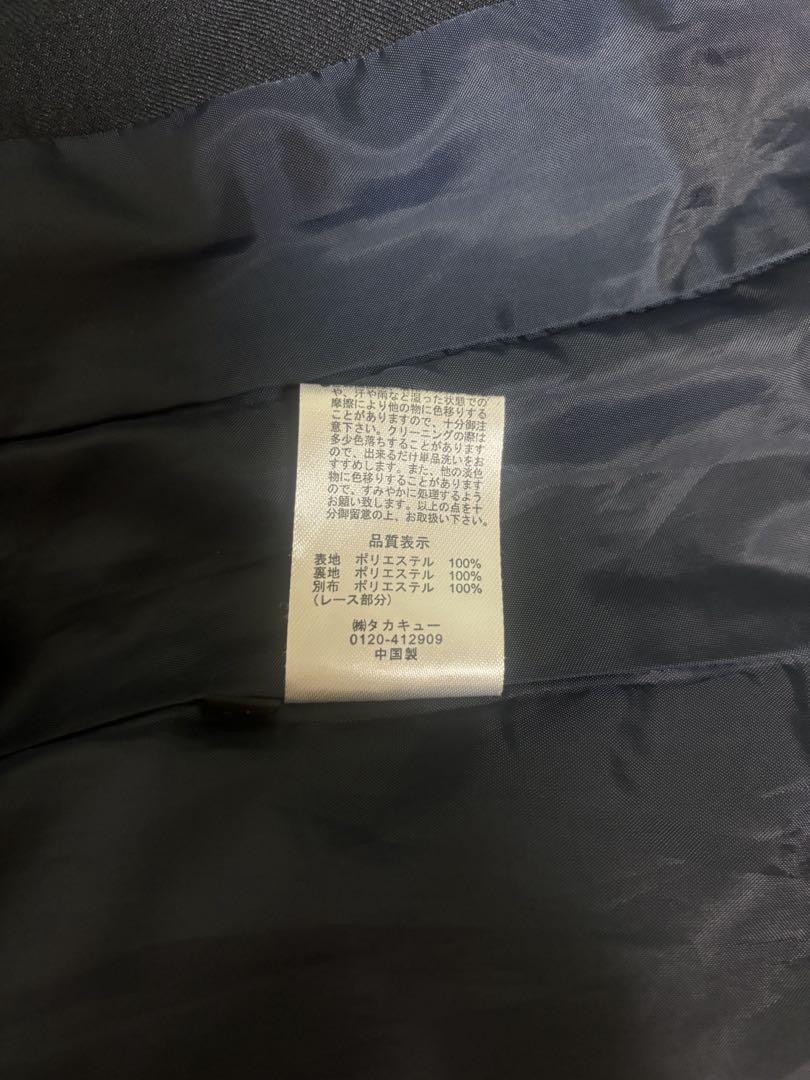 や、汗や雨など湿った状態での
摩擦により他の物に色移りする
ことがありますので、十分御注
意下さい。クリーニングの際は
多少色落ちすることがあります
ので、出来るだけ単品洗いをお
すすめします。また、他の淡色
物に色移りすることがあります
ので、すみやかに処理するよう
お願い致します。以上の点を十
分御留意の上、お取扱い下さい。
品質表示
表地 ポリエステル 100%
裏地 ポリエステル 100%
別布 ポリエステル 100%
(レース部分)
㈱タカキュー
0120-412909
中国製